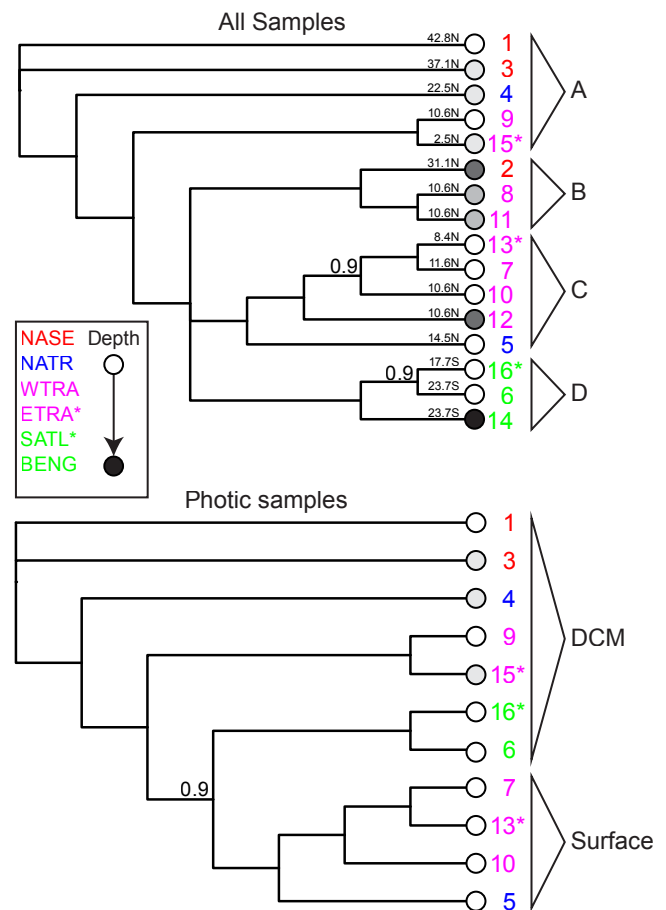 All Samples
42.8N 1
37.1N 3
22.5N 4
A
10.6N 9
2.5N 15*
31.1N 2
10.6N 8
B
10.6N 11
8.4N 13*
0.9
11.6N 7
10.6N 10
C
10.6N 12
14.5N 5
17.7S 16*
0.9
23.7S 6
D
23.7S 14
NASE Depth
NATR
WTRA
ETRA*
SATL*
BENG
Photic samples
1
3
4
9
DCM
15*
16*
6
7
0.9
13*
Surface
10
5